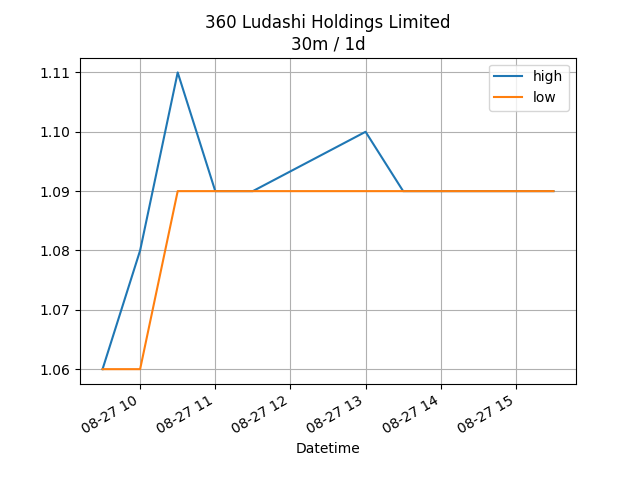 360 Ludashi Holdings Limited
30m / 1d
high
low
1.11
1.10
1.09
1.08
1.07
1.06
08-27 10
08-27 11
08-27 12
08-27 13
08-27 14
08-27 15
Datetime